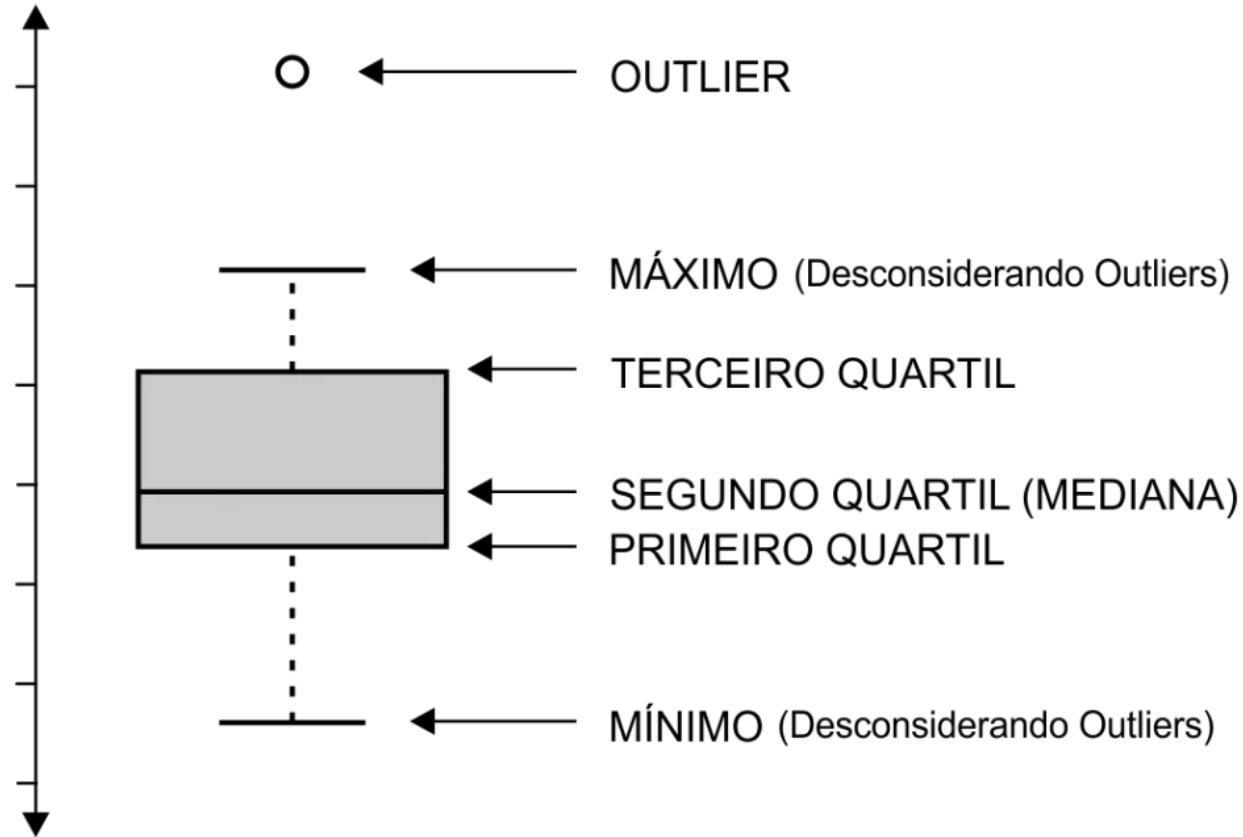 OUTLIER
MÁXIMO (Desconsiderando Outliers)
TERCEIRO QUARTIL
SEGUNDO QUARTIL (MEDIANA)
PRIMEIRO QUARTIL
MÍNIMO (Desconsiderando Outliers)